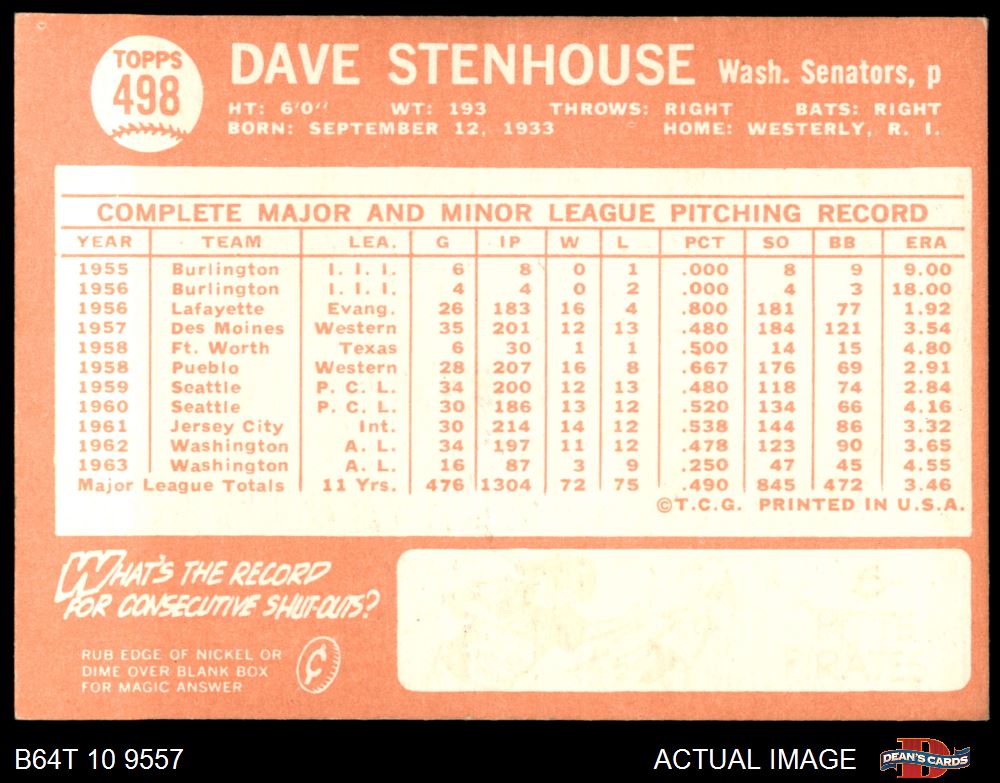 TOPPS
498
DAVE STENHOUSE Wash. Senators, p
HT: 6'0" WT: 193 THROWS: RIGHT BATS: RIGHT
BORN: SEPTEMBER 12, 1933 HOME: WESTERLY, R. I.
COMPLETE MAJOR AND MINOR LEAGUE PITCHING RECORD
YEAR TEAM LEA. G IP W L PCT SO BB ERA
1955 Burlington I. I. I. 6 8 0 1 .000 8 9 9.00
1956 Burlington I. I. I. 4 4 0 2 .000 4 3 18.00
1956 Lafayette Evang. 26 183 16 4 .800 181 77 1.92
1957 Des Moines Western 35 201 12 13 .480 184 121 3.54
1958 Ft. Worth Texas 6 30 1 1 .500 14 15 4.80
1958 Pueblo Western 28 207 16 8 .667 176 69 2.91
1959 Seattle P. C. L. 34 200 12 13 .480 118 74 2.84
1960 Seattle P. C. L. 30 186 13 12 .520 134 66 4.16
1961 Jersey City Int. 30 214 14 12 .538 144 86 3.32
1962 Washington A. L. 34 197 11 12 .478 123 90 3.65
1963 Washington A. L. 16 87 3 9 .250 47 45 4.55
Major League Totals 11 Yrs. 476 1304 72 75 .490 845 472 3.46
©T.C.G. PRINTED IN U.S.A.
WHAT'S THE RECORD
FOR CONSECUTIVE SHUT-OUTS?
RUB EDGE OF NICKEL OR
DIME OVER BLANK BOX
FOR MAGIC ANSWER
¢
B64T 10 9557 ACTUAL IMAGE DEAN'S CARDS